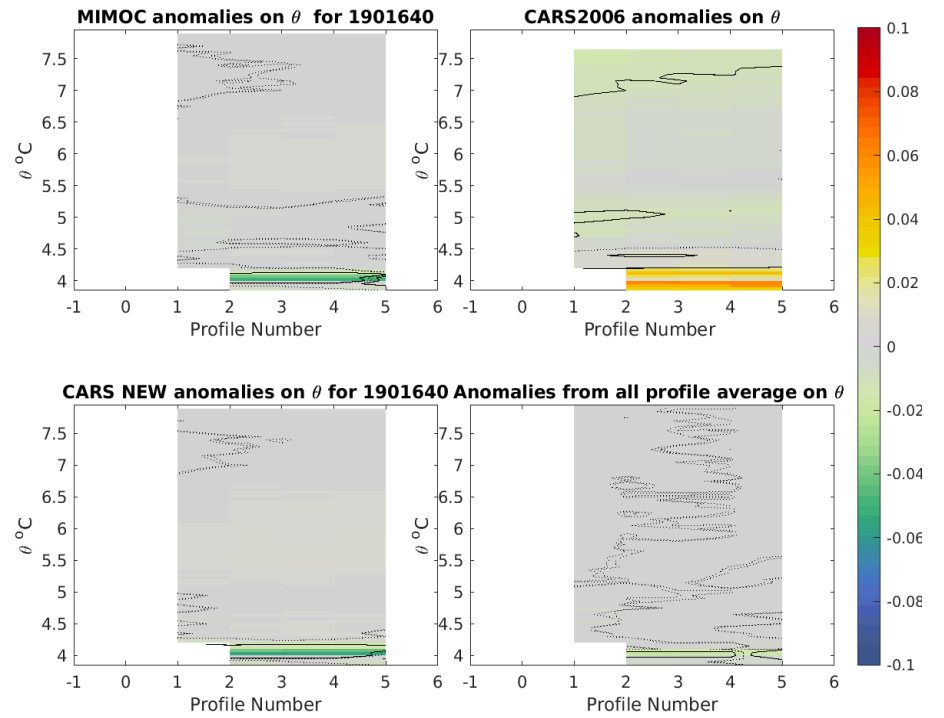 MIMOC anomalies on θ for 1901640
7.5
7
6.5
6
5.5
5
4.5
4
θ °C
-1 0 1 2 3 4 5 6
Profile Number
CARS2006 anomalies on θ
7.5
7
6.5
6
5.5
5
4.5
4
θ °C
-1 0 1 2 3 4 5 6
Profile Number
CARS NEW anomalies on θ for 1901640
7.5
7
6.5
6
5.5
5
4.5
4
θ °C
-1 0 1 2 3 4 5 6
Profile Number
Anomalies from all profile average on θ
7.5
7
6.5
6
5.5
5
4.5
4
θ °C
-1 0 1 2 3 4 5 6
Profile Number
0.1
0.08
0.06
0.04
0.02
0
-0.02
-0.04
-0.06
-0.08
-0.1